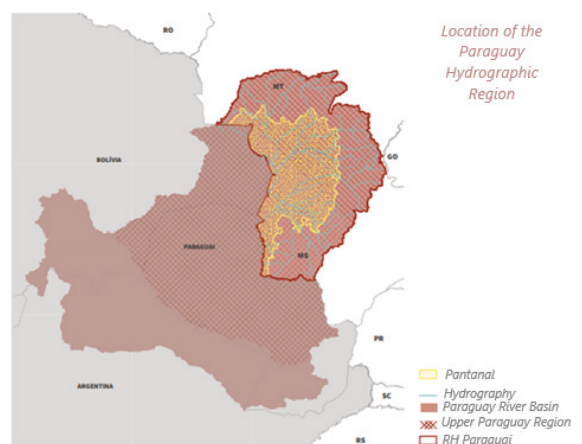 Location of the
Paraguay
Hydrographic
Region
RO
MT
GO
BOLÍVIA
PARAGUAI
MS
PR
ARGENTINA
SC
RS
Pantanal
Hydrography
Paraguay River Basin
Upper Paraguay Region
RH Paraguai